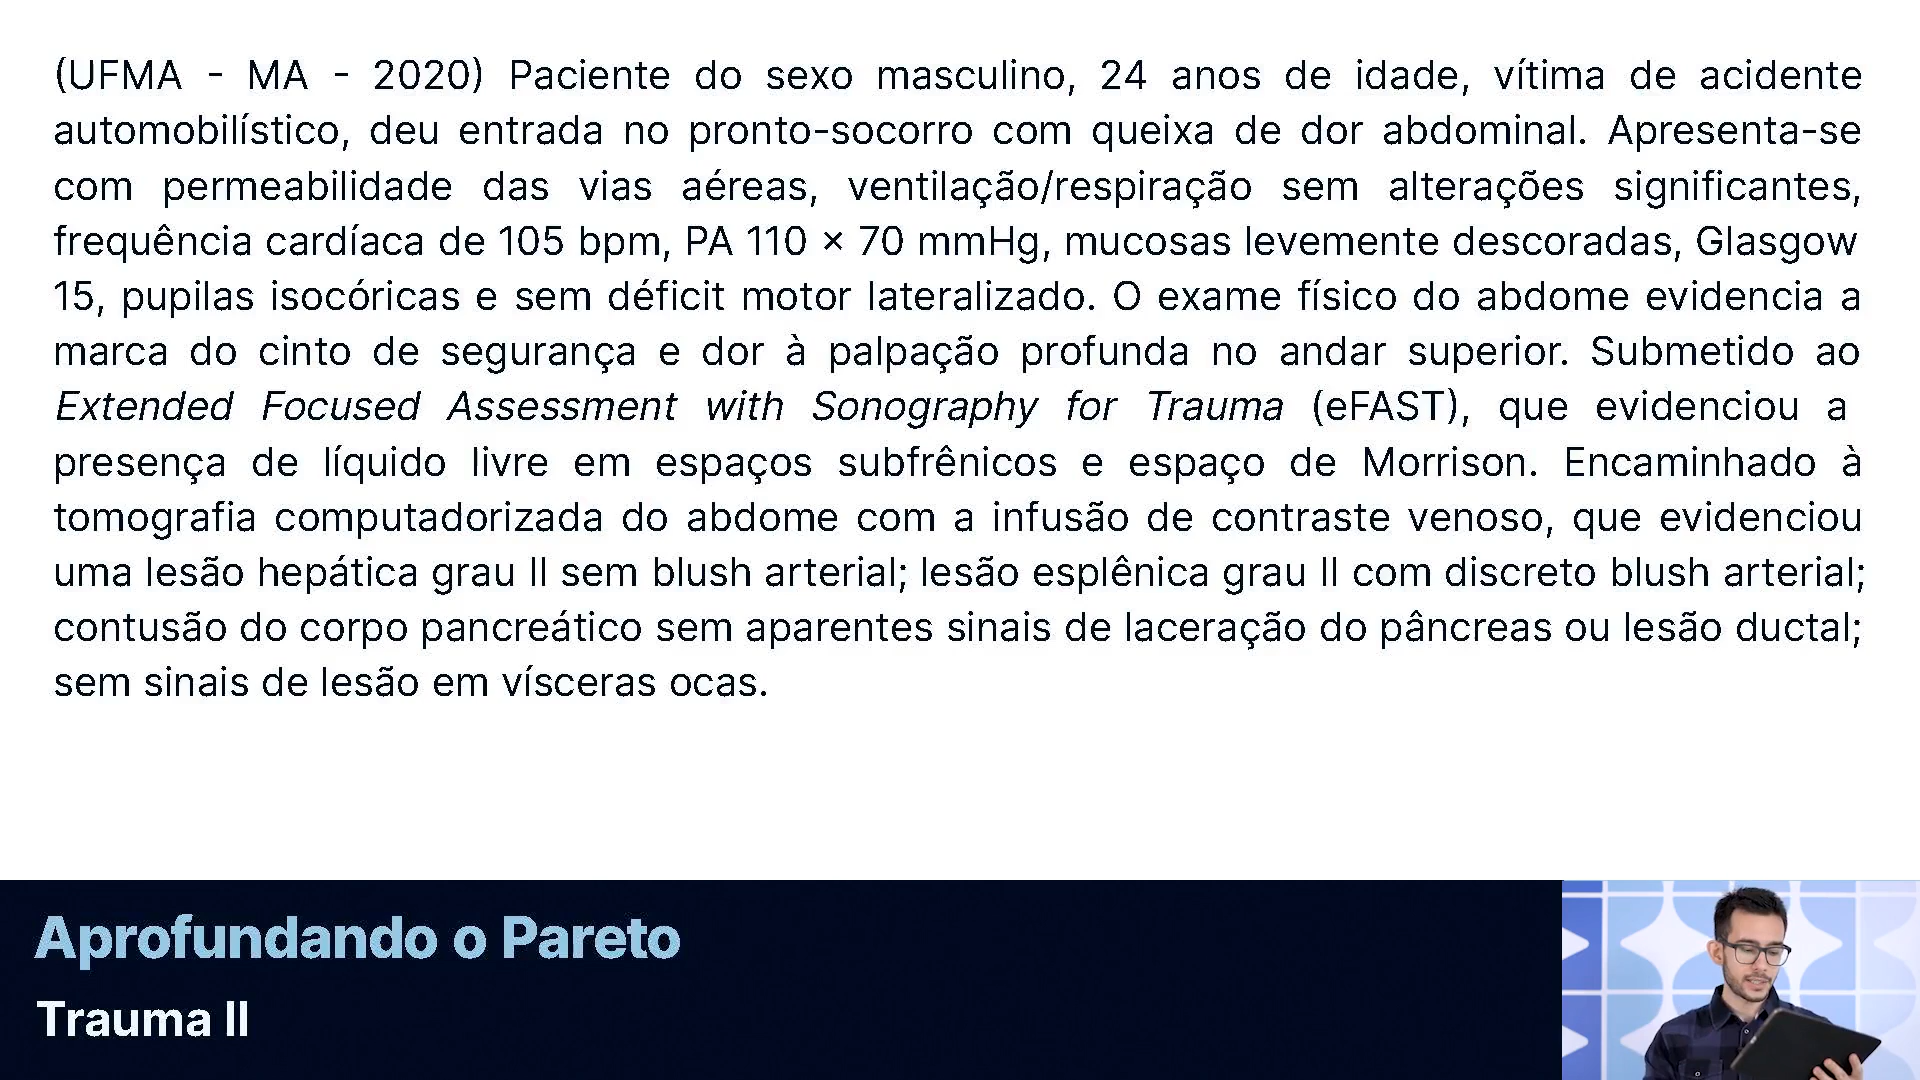 (UFMA - MA - 2020) Paciente do sexo masculino, 24 anos de idade, vítima de acidente
automobilístico, deu entrada no pronto-socorro com queixa de dor abdominal. Apresenta-se
com permeabilidade das vias aéreas, ventilação/respiração sem alterações significantes,
frequência cardíaca de 105 bpm, PA 110 × 70 mmHg, mucosas levemente descoradas, Glasgow
15, pupilas isocóricas e sem déficit motor lateralizado. O exame físico do abdome evidencia a
marca do cinto de segurança e dor à palpação profunda no andar superior. Submetido ao
Extended Focused Assessment with Sonography for Trauma (eFAST), que evidenciou a
presença de líquido livre em espaços subfrênicos e espaço de Morrison. Encaminhado à
tomografia computadorizada do abdome com a infusão de contraste venoso, que evidenciou
uma lesão hepática grau II sem blush arterial; lesão esplênica grau II com discreto blush arterial;
contusão do corpo pancreático sem aparentes sinais de laceração do pâncreas ou lesão ductal;
sem sinais de lesão em vísceras ocas.
Aprofundando o Pareto
Trauma II